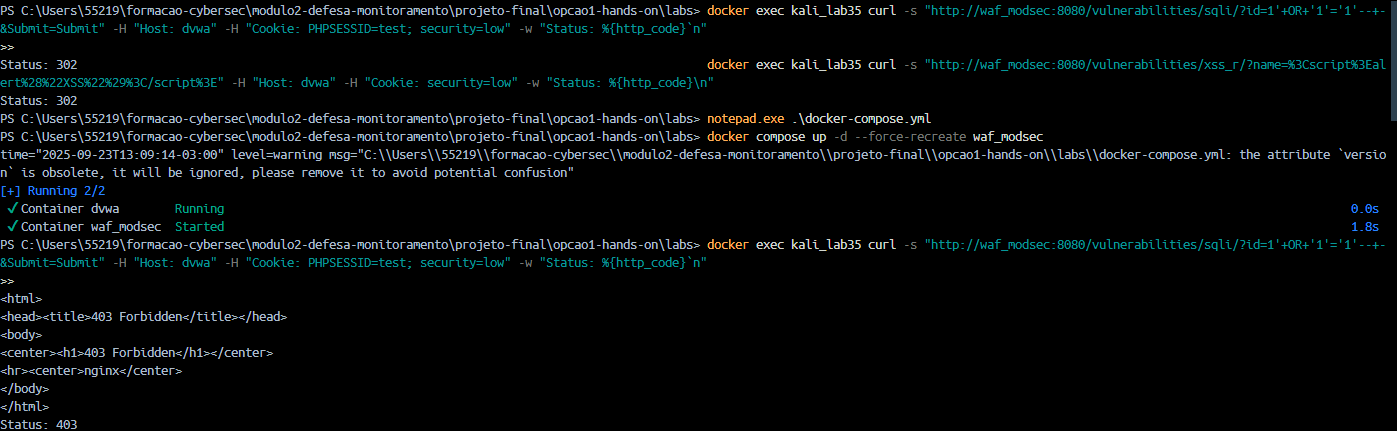 PS C:\Users\55219\formacao-cybersec\modulo2-defesa-monitoramento\projeto-final\opcao1-hands-on\labs> docker exec kali_lab35 curl -s "http://waf_modsec:8080/vulnerabilities/sqli/?id=1'+OR+'1'='1'--+-
&Submit=Submit" -H "Host: dvwa" -H "Cookie: PHPSESSID=test; security=low" -w "Status: %{http_code}`n"
>>
Status: 302 docker exec kali_lab35 curl -s "http://waf_modsec:8080/vulnerabilities/xss_r/?name=%3Cscript%3Eal
ert%28%22XSS%22%29%3C/script%3E" -H "Host: dvwa" -H "Cookie: security=low" -w "Status: %{http_code}\n"
Status: 302
PS C:\Users\55219\formacao-cybersec\modulo2-defesa-monitoramento\projeto-final\opcao1-hands-on\labs> notepad.exe .\docker-compose.yml
PS C:\Users\55219\formacao-cybersec\modulo2-defesa-monitoramento\projeto-final\opcao1-hands-on\labs> docker compose up -d --force-recreate waf_modsec
time="2025-09-23T13:09:14-03:00" level=warning msg="C:\\Users\\55219\\formacao-cybersec\\modulo2-defesa-monitoramento\\projeto-final\\opcao1-hands-on\\labs\\docker-compose.yml: the attribute `versio
n` is obsolete, it will be ignored, please remove it to avoid potential confusion"
[+] Running 2/2
✔ Container dvwa Running 0.0s
✔ Container waf_modsec Started 1.8s
PS C:\Users\55219\formacao-cybersec\modulo2-defesa-monitoramento\projeto-final\opcao1-hands-on\labs> docker exec kali_lab35 curl -s "http://waf_modsec:8080/vulnerabilities/sqli/?id=1'+OR+'1'='1'--+-
&Submit=Submit" -H "Host: dvwa" -H "Cookie: PHPSESSID=test; security=low" -w "Status: %{http_code}`n"
>>
<html>
<head><title>403 Forbidden</title></head>
<body>
<center><h1>403 Forbidden</h1></center>
<hr><center>nginx</center>
</body>
</html>
Status: 403